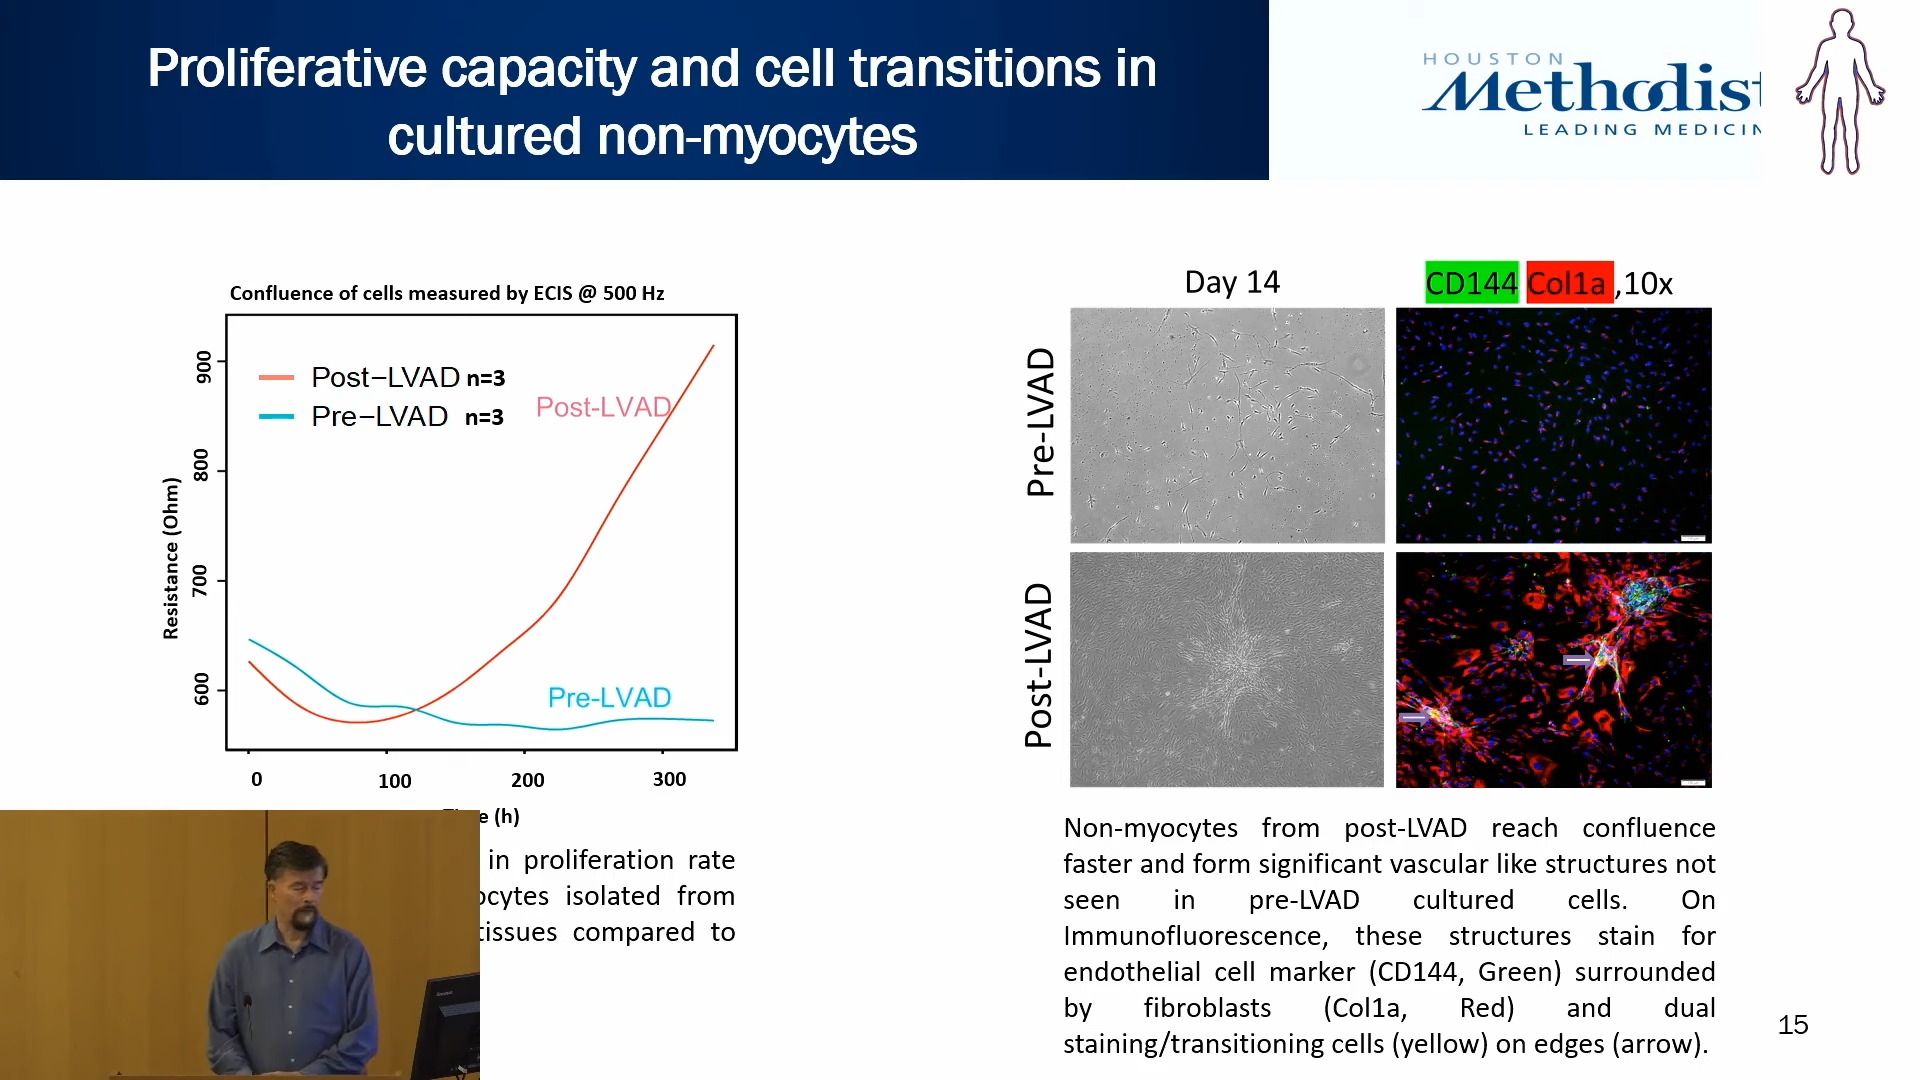 Proliferative capacity and cell transitions in
cultured non-myocytes
HOUSTON
Methodist
LEADING MEDICIN
Confluence of cells measured by ECIS @ 500 Hz
Post−LVAD n=3
Pre−LVAD n=3
Post-LVAD
Pre-LVAD
Resistance (Ohm)
900
800
700
600
0 100 200 300
(h)
in proliferation rate
isolated from
tissues compared to
Day 14
CD144 Col1a ,10x
Pre-LVAD
Post-LVAD
Non-myocytes from post-LVAD reach confluence
faster and form significant vascular like structures not
seen in pre-LVAD cultured cells. On
Immunofluorescence, these structures stain for
endothelial cell marker (CD144, Green) surrounded
by fibroblasts (Col1a, Red) and dual
staining/transitioning cells (yellow) on edges (arrow).
15